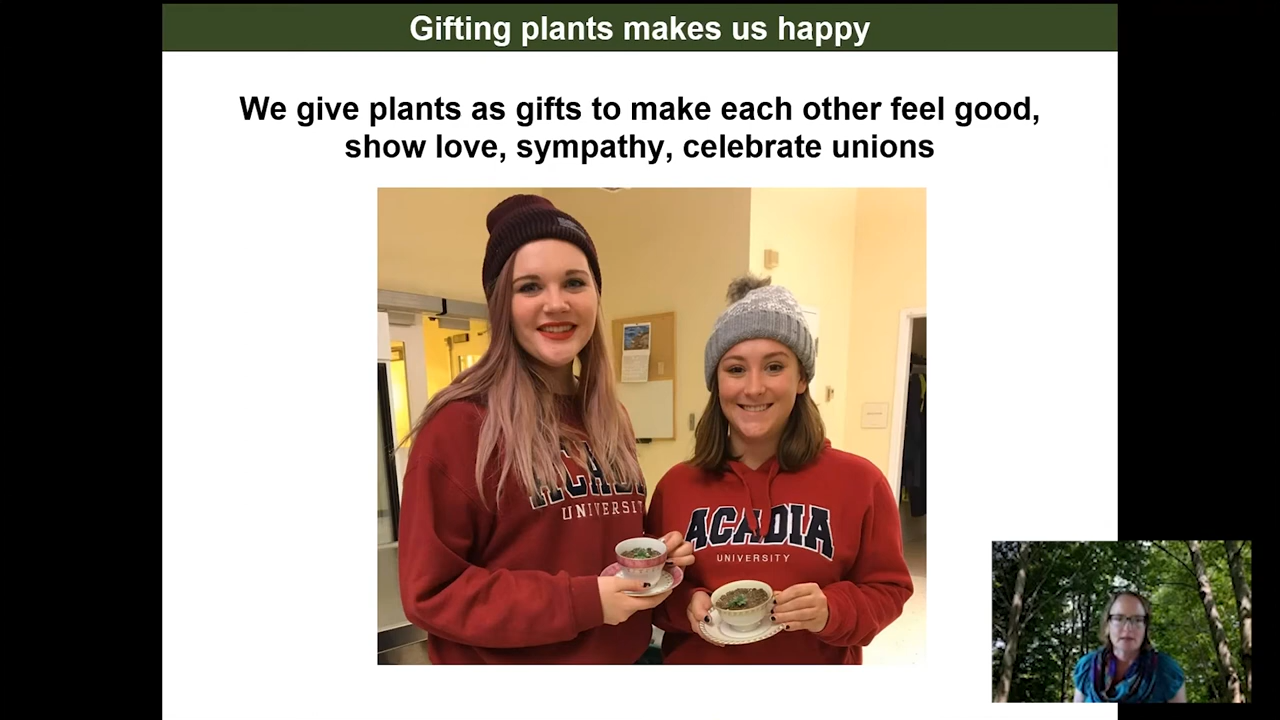 Gifting plants makes us happy
We give plants as gifts to make each other feel good,
show love, sympathy, celebrate unions
ACADIA
UNIVERSITY
ACADIA
UNIVERSITY